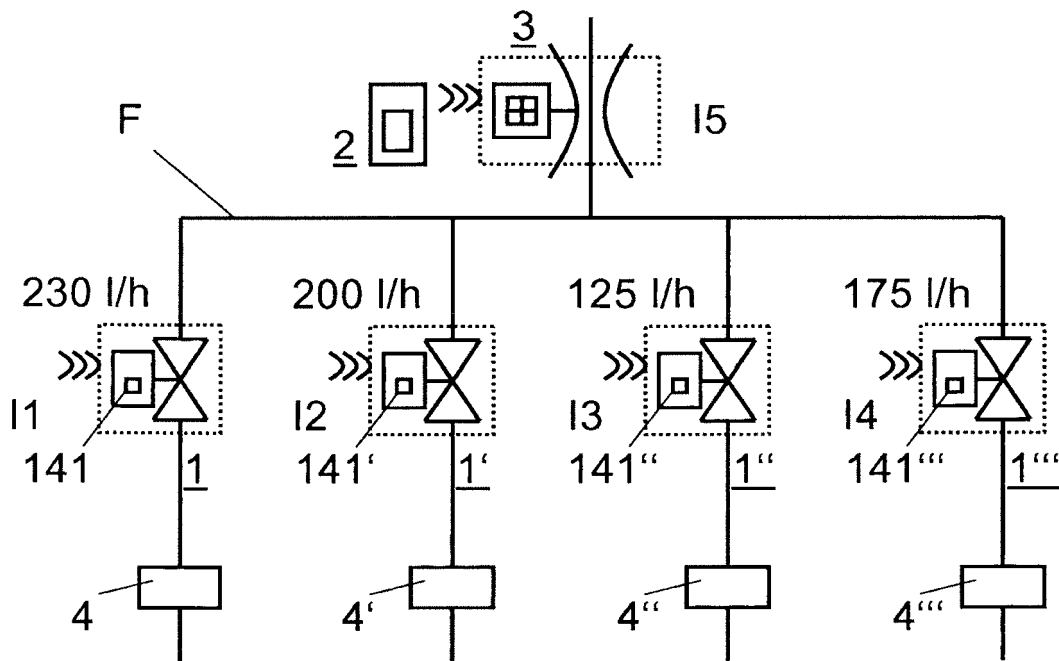 3
F
2
I5
230 l/h 200 l/h 125 l/h 175 l/h
I1 I2 I3 I4
141 1 141‘ 1‘ 141“ 1“ 141“‘ 1“‘
4 4‘ 4“ 4“‘